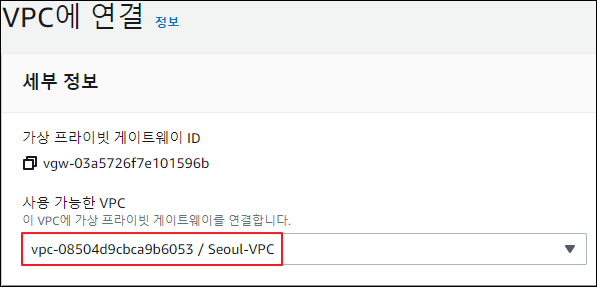 VPC에 연결 정보
세부 정보
가상 프라이빗 게이트웨이 ID
vgw-03a5726f7e101596b
사용 가능한 VPC
이 VPC에 가상 프라이빗 게이트웨이를 연결합니다.
vpc-08504d9cbca9b6053 / Seoul-VPC